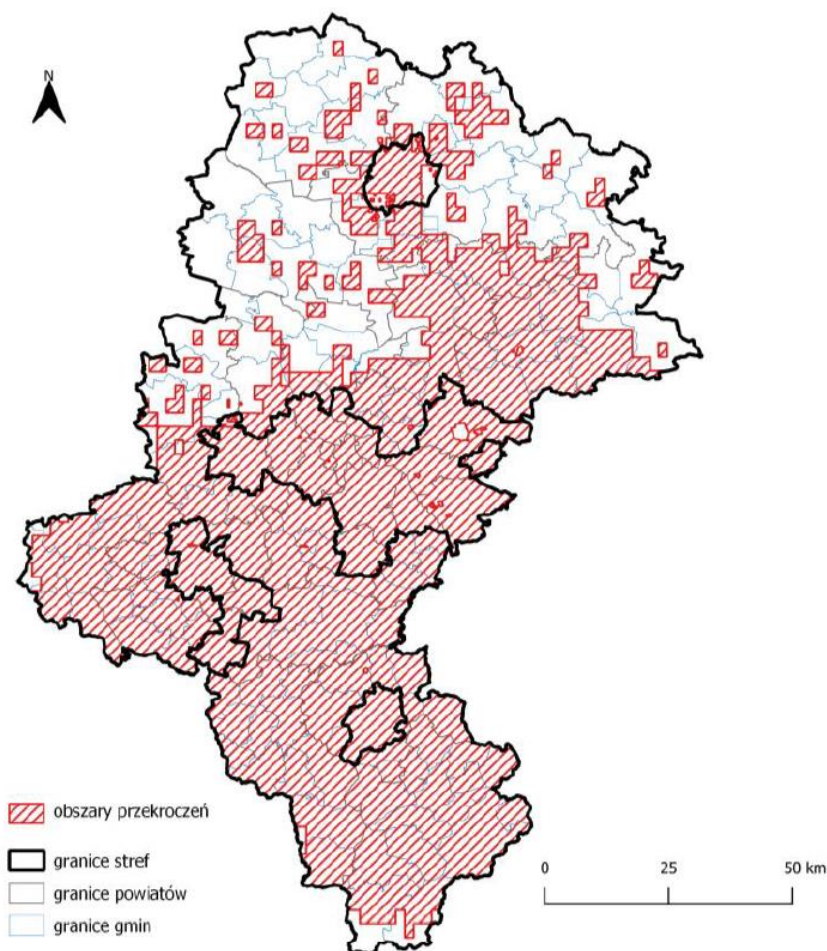 N
obszary przekroczeń
granice stref
granice powiatów
granice gmin
0 25 50 km